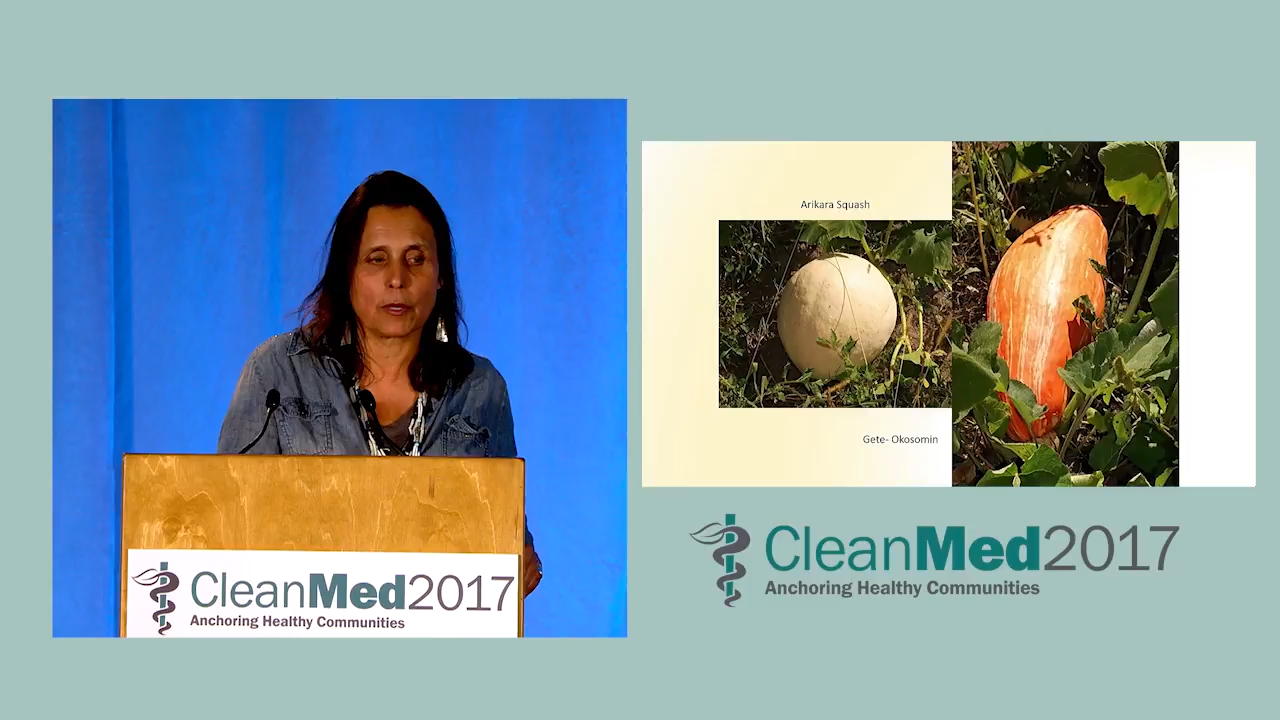 CleanMed2017
Anchoring Healthy Communities
Arikara Squash
Gete- Okosomin
CleanMed2017
Anchoring Healthy Communities